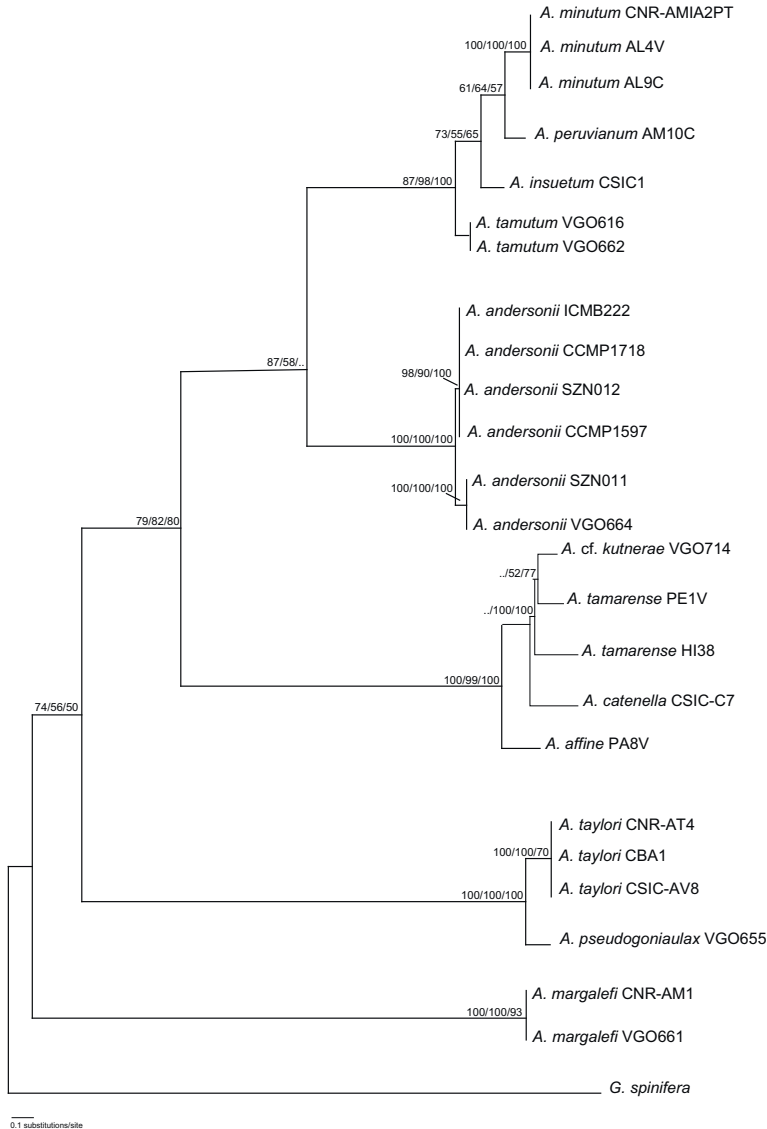 A. minutum CNR-AMIA2PT
100/100/100
A. minutum AL4V
A. minutum AL9C
61/64/57
A. peruvianum AM10C
73/55/65
A. insuetum CSIC1
87/98/100
A. tamutum VGO616
A. tamutum VGO662
A. andersonii ICMB222
A. andersonii CCMP1718
87/58/..
98/90/100
A. andersonii SZN012
A. andersonii CCMP1597
100/100/100
A. andersonii SZN011
100/100/100
A. andersonii VGO664
79/82/80
A. cf. kutnerae VGO714
../52/77
A. tamarense PE1V
../100/100
A. tamarense HI38
100/99/100
A. catenella CSIC-C7
74/56/50
A. affine PA8V
A. taylori CNR-AT4
100/100/70
A. taylori CBA1
A. taylori CSIC-AV8
100/100/100
A. pseudogoniaulax VGO655
A. margalefi CNR-AM1
100/100/93
A. margalefi VGO661
G. spinifera
0.1 substitutions/site